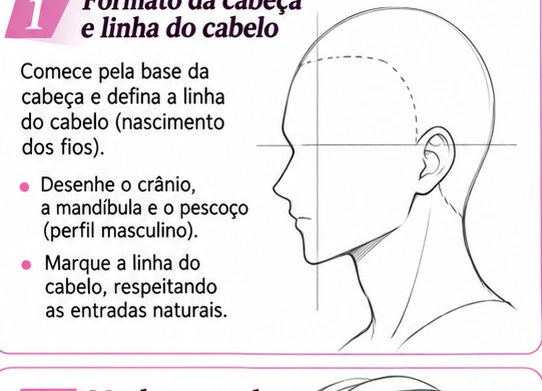 1
Formato da cabeça
e linha do cabelo
Comece pela base da
cabeça e defina a linha
do cabelo (nascimento
dos fios).
Desenhe o crânio,
a mandíbula e o pescoço
(perfil masculino).
Marque a linha do
cabelo, respeitando
as entradas naturais.